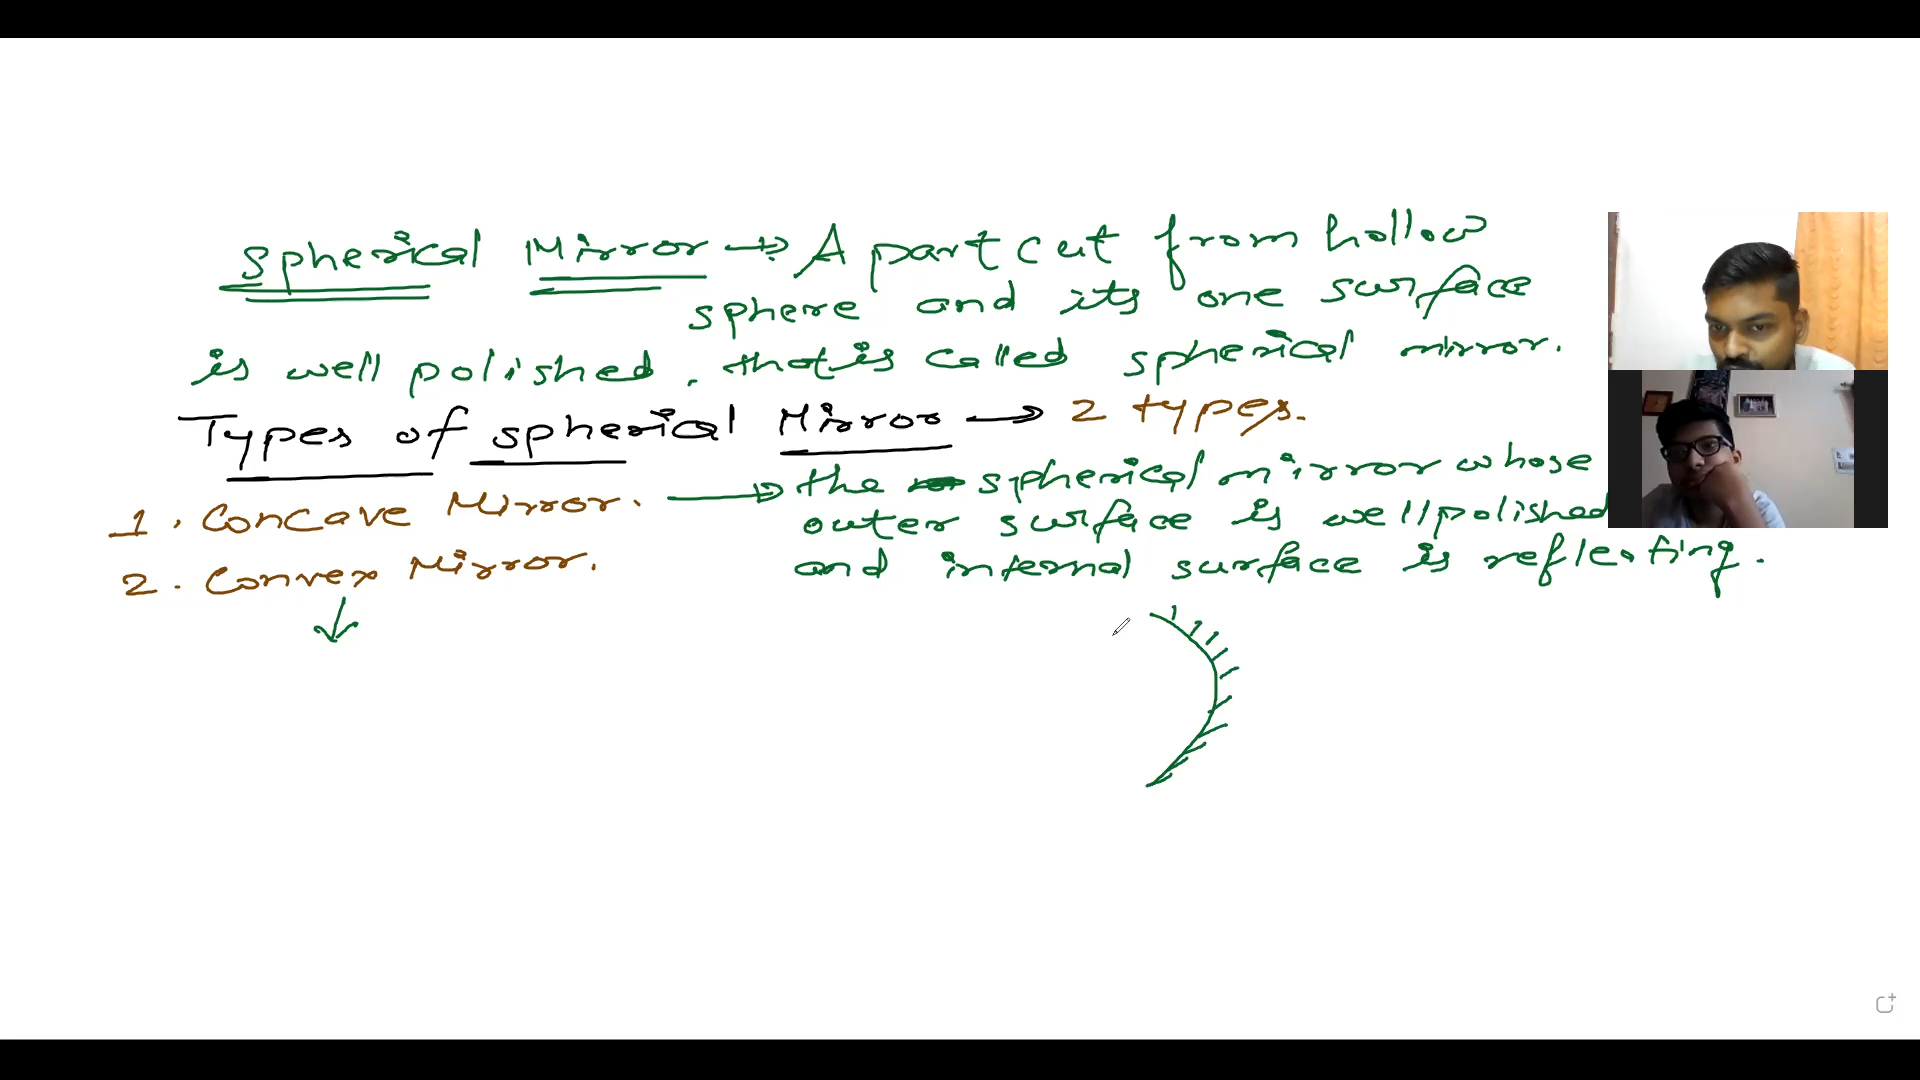 Spherical Mirror → A part cut from hollow
sphere and its one surface
is well polished. that is called spherical mirror.
Types of spherical Mirror → 2 types.
1. Concave Mirror. → the spherical mirror whose
outer surface is well polished
and internal surface is reflecting.
2. Convex Mirror.